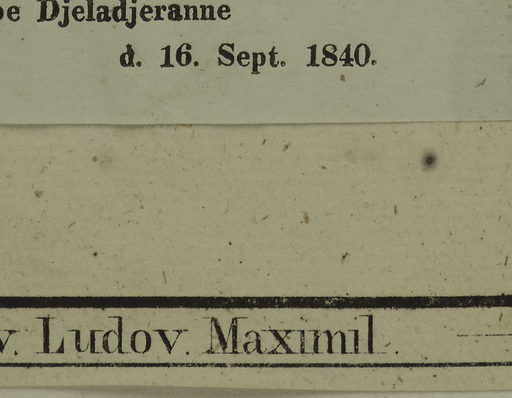 Djeladjeranne
d. 16. Sept. 1840.
v. Ludov. Maximil.